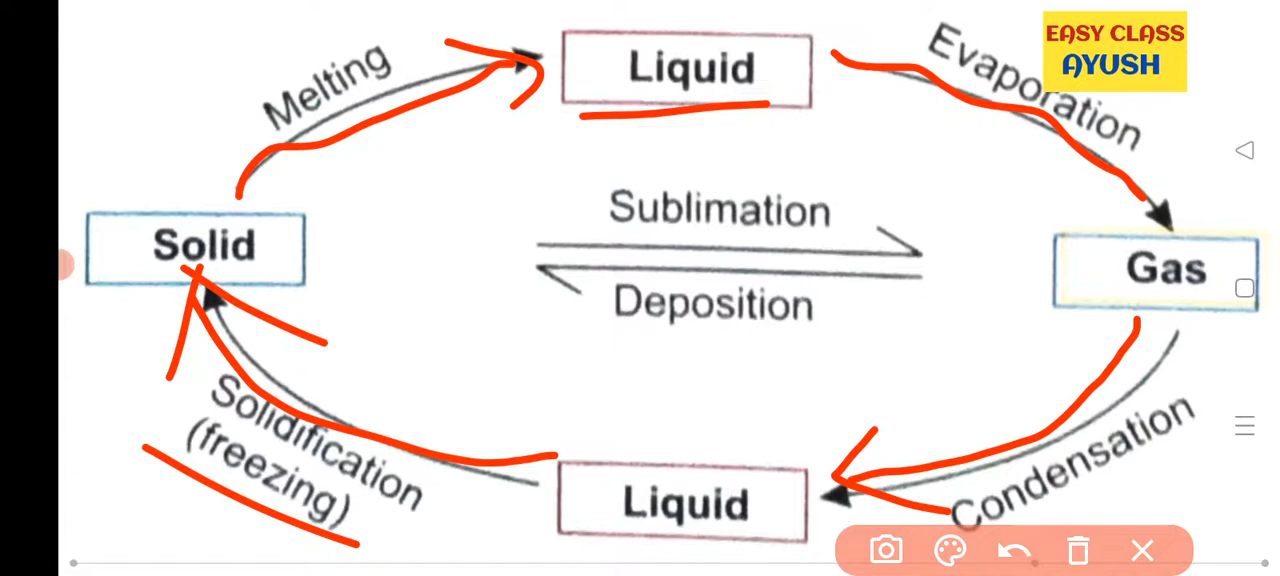 EASY CLASS
AYUSH
Melting
Liquid
Evaporation
Sublimation
Solid
Gas
Deposition
Solidification
(freezing)
Liquid
Condensation